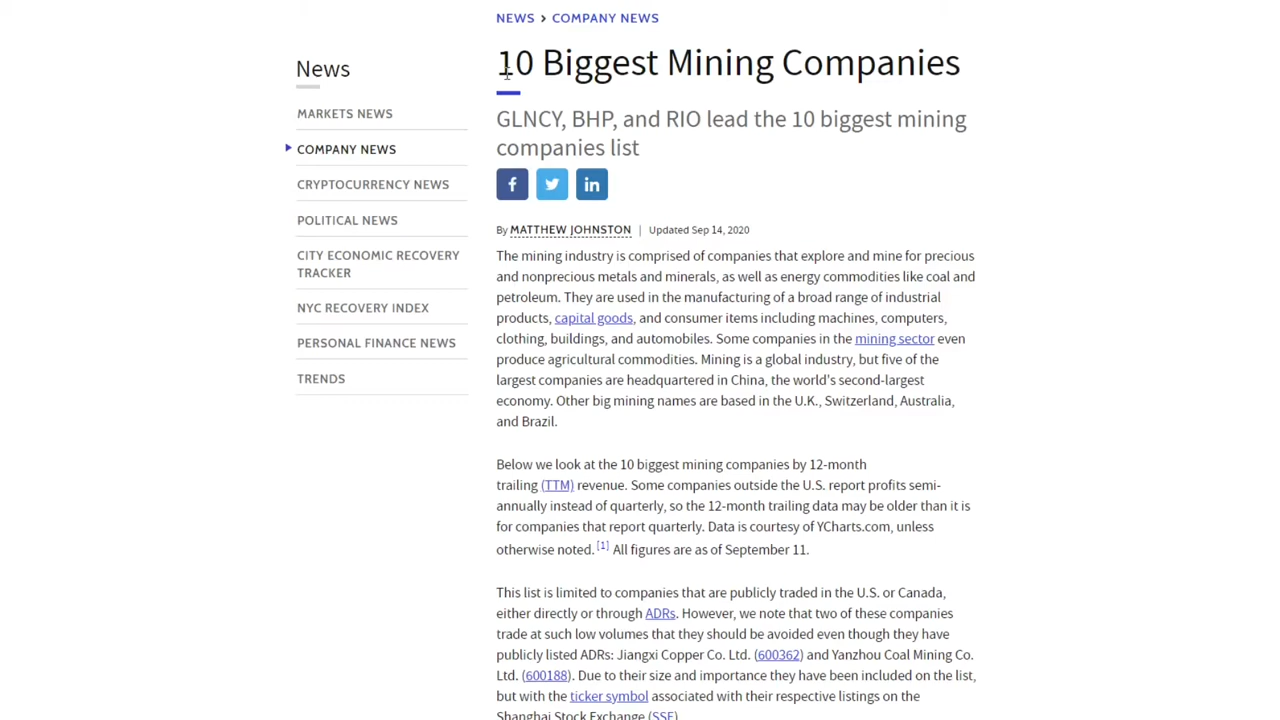 NEWS > COMPANY NEWS
10 Biggest Mining Companies
GLNCY, BHP, and RIO lead the 10 biggest mining
companies list
By MATTHEW JOHNSTON | Updated Sep 14, 2020
News
MARKETS NEWS
COMPANY NEWS
CRYPTOCURRENCY NEWS
POLITICAL NEWS
CITY ECONOMIC RECOVERY
TRACKER
NYC RECOVERY INDEX
PERSONAL FINANCE NEWS
TRENDS
The mining industry is comprised of companies that explore and mine for precious
and nonprecious metals and minerals, as well as energy commodities like coal and
petroleum. They are used in the manufacturing of a broad range of industrial
products, capital goods, and consumer items including machines, computers,
clothing, buildings, and automobiles. Some companies in the mining sector even
produce agricultural commodities. Mining is a global industry, but five of the
largest companies are headquartered in China, the world's second-largest
economy. Other big mining names are based in the U.K., Switzerland, Australia,
and Brazil.
Below we look at the 10 biggest mining companies by 12-month
trailing (TTM) revenue. Some companies outside the U.S. report profits semi-
annually instead of quarterly, so the 12-month trailing data may be older than it is
for companies that report quarterly. Data is courtesy of YCharts.com, unless
otherwise noted. [1] All figures are as of September 11.
This list is limited to companies that are publicly traded in the U.S. or Canada,
either directly or through ADRs. However, we note that two of these companies
trade at such low volumes that they should be avoided even though they have
publicly listed ADRs: Jiangxi Copper Co. Ltd. (600362) and Yanzhou Coal Mining Co.
Ltd. (600188). Due to their size and importance they have been included on the list,
but with the ticker symbol associated with their respective listings on the
Shanghai Stock Exchange (SSE).